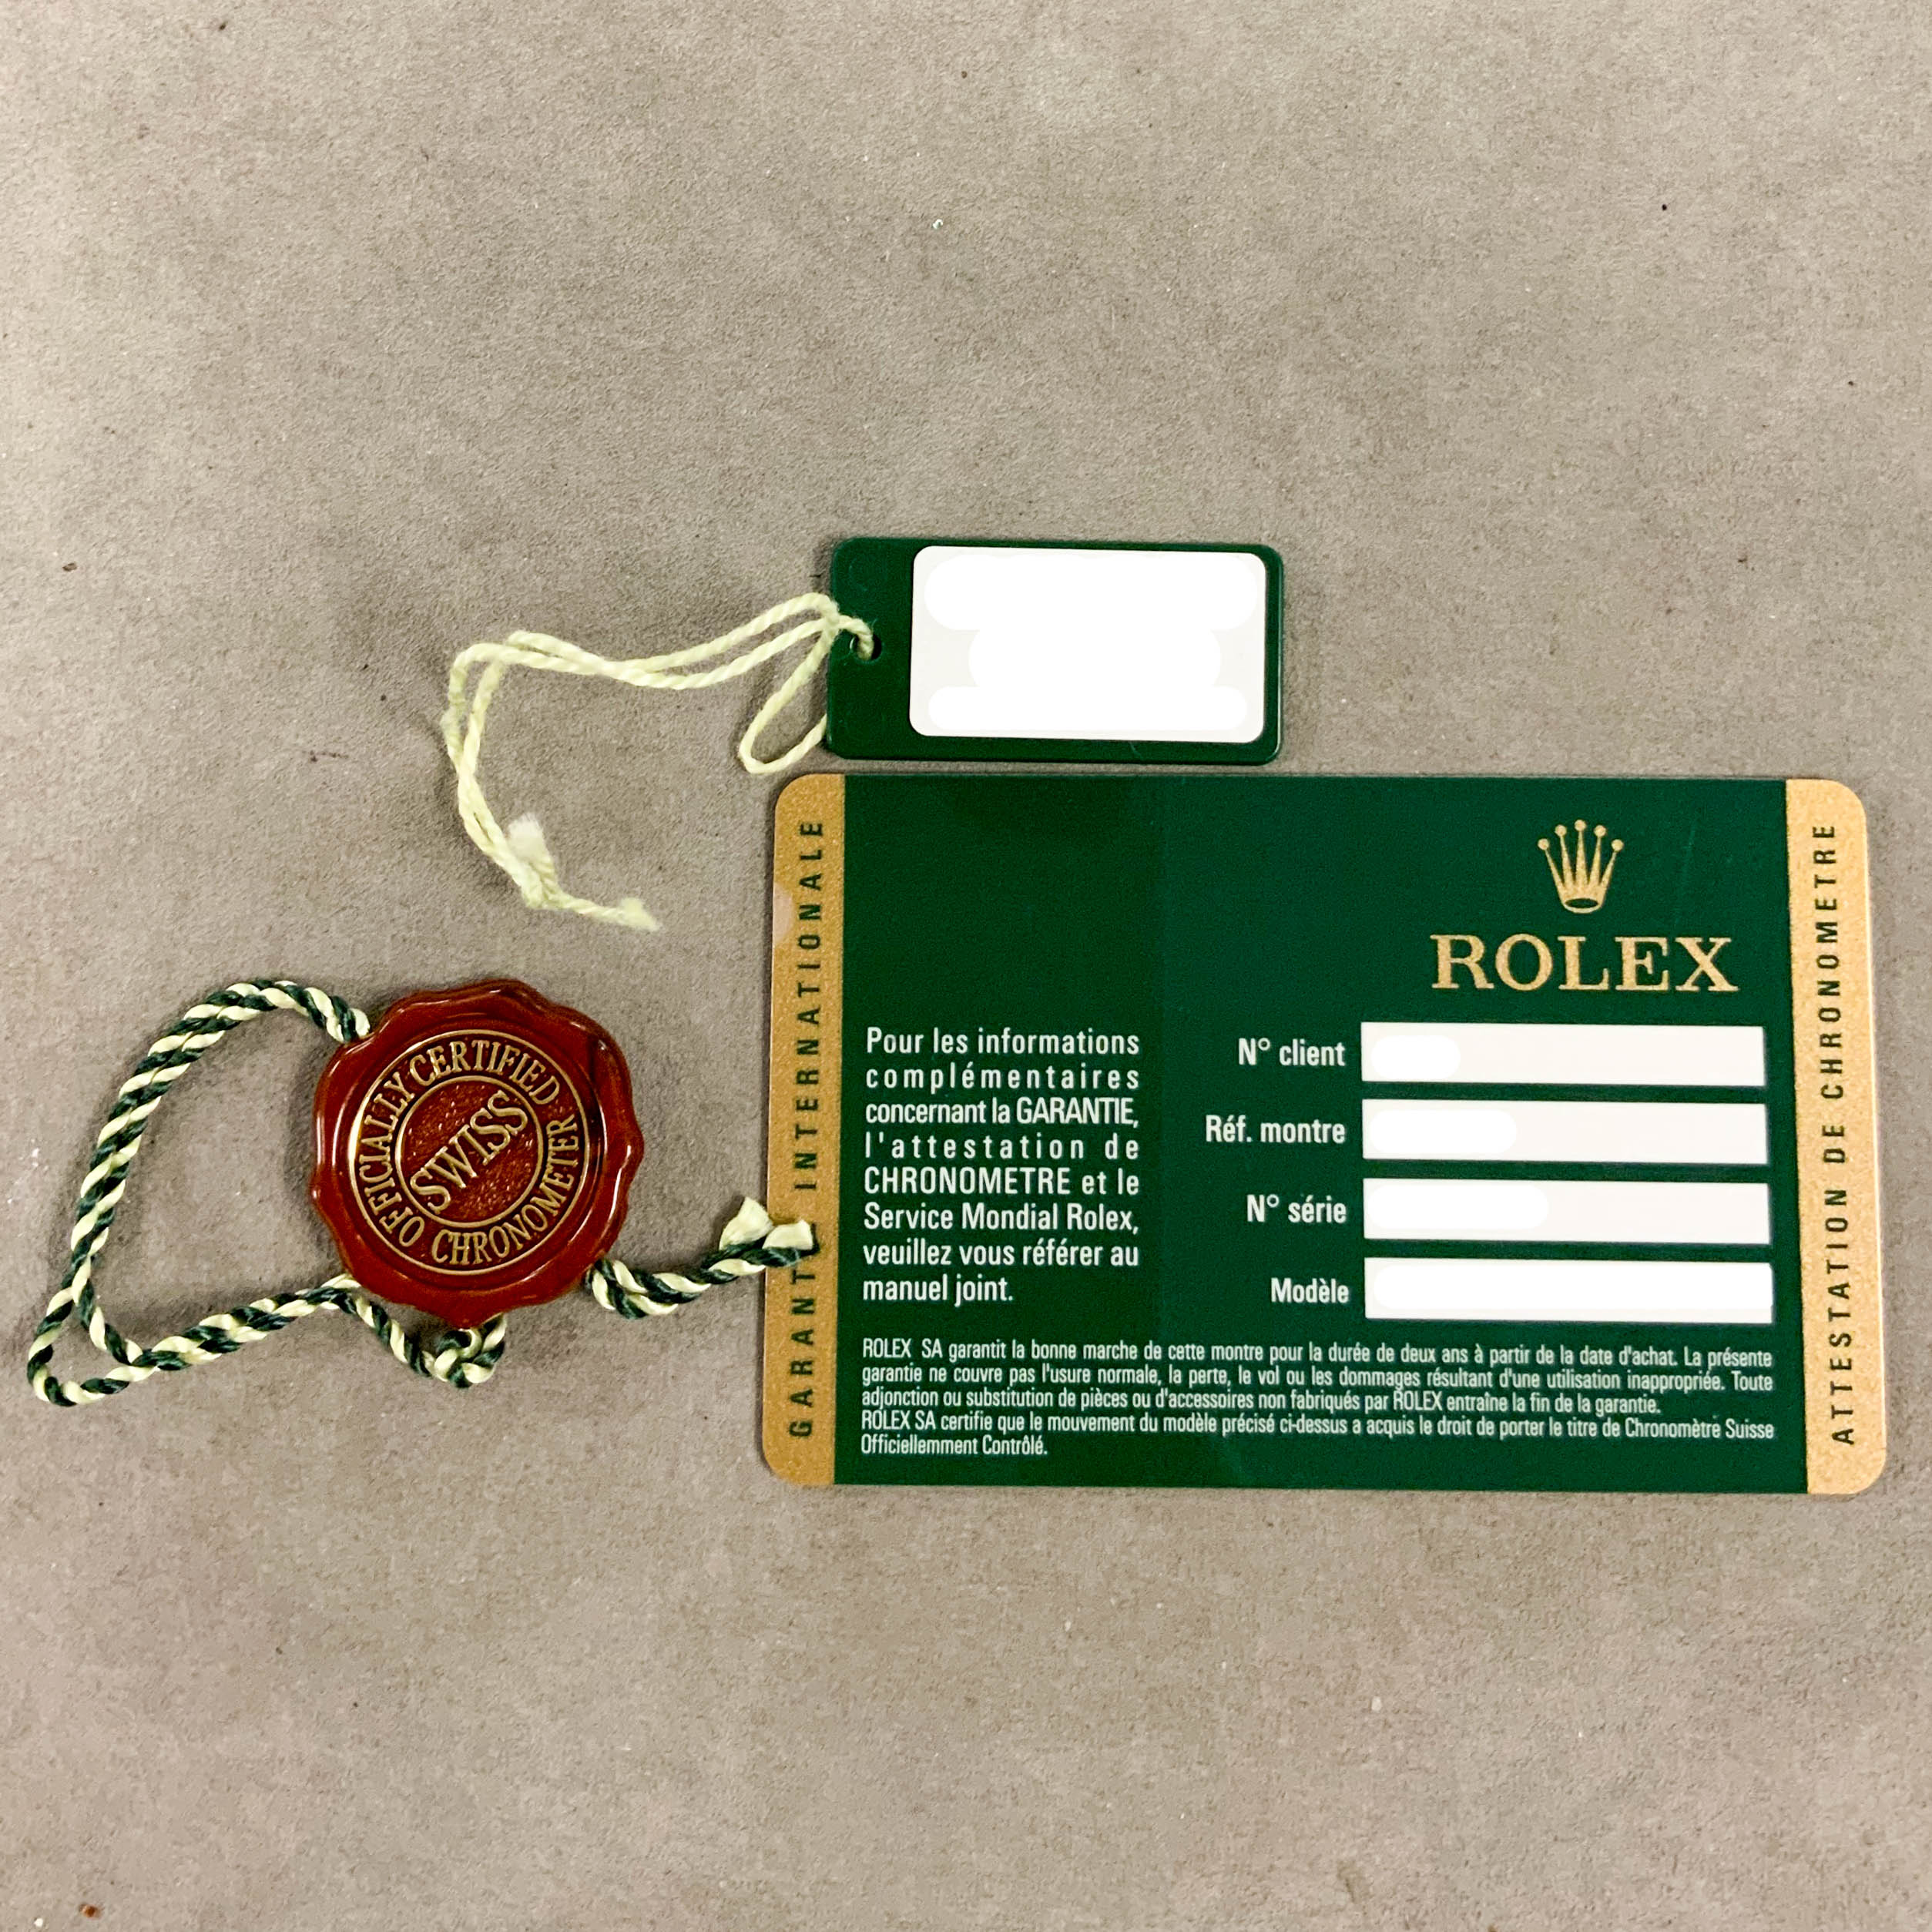 OFFICIALLY CERTIFIED
SWISS
CHRONOMETER
GARANTIE INTERNATIONALE
ROLEX
Pour les informations
complémentaires
concernant la GARANTIE,
l'attestation de
CHRONOMETRE et le
Service Mondial Rolex,
veuillez vous référer au
manuel joint.
N° client
Réf. montre
N° série
Modèle
ROLEX SA garantit la bonne marche de cette montre pour la durée de deux ans à partir de la date d'achat. La présente
garantie ne couvre pas l'usure normale, la perte, le vol ou les dommages résultant d'une utilisation inappropriée. Toute
adjonction ou substitution de pièces ou d'accessoires non fabriqués par ROLEX entraîne la fin de la garantie.
ROLEX SA certifie que le mouvement du modèle précisé ci-dessus a acquis le droit de porter le titre de Chronomètre Suisse
Officiellemment Contrôlé.
ATTESTATION DE CHRONOMETRE